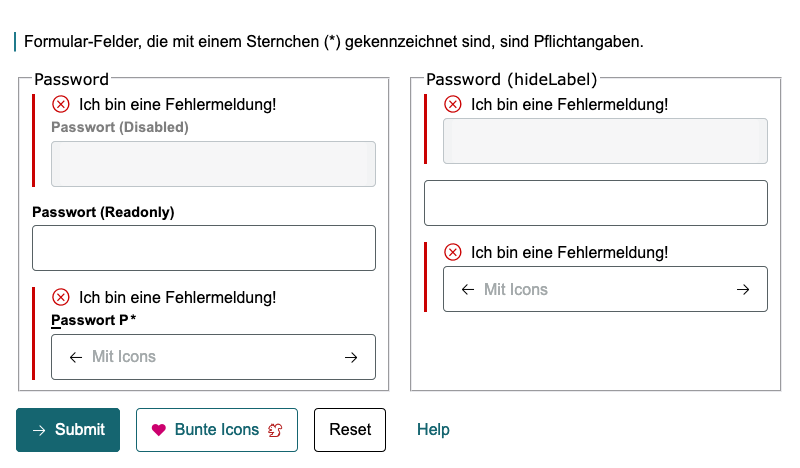 Formular-Felder, die mit einem Sternchen (*) gekennzeichnet sind, sind Pflichtangaben.
Password
Ich bin eine Fehlermeldung!
Passwort (Disabled)
Passwort (Readonly)
Ich bin eine Fehlermeldung!
Passwort P*
Mit Icons
Password (hideLabel)
Ich bin eine Fehlermeldung!
Ich bin eine Fehlermeldung!
Mit Icons
Submit
Bunte Icons
Reset
Help